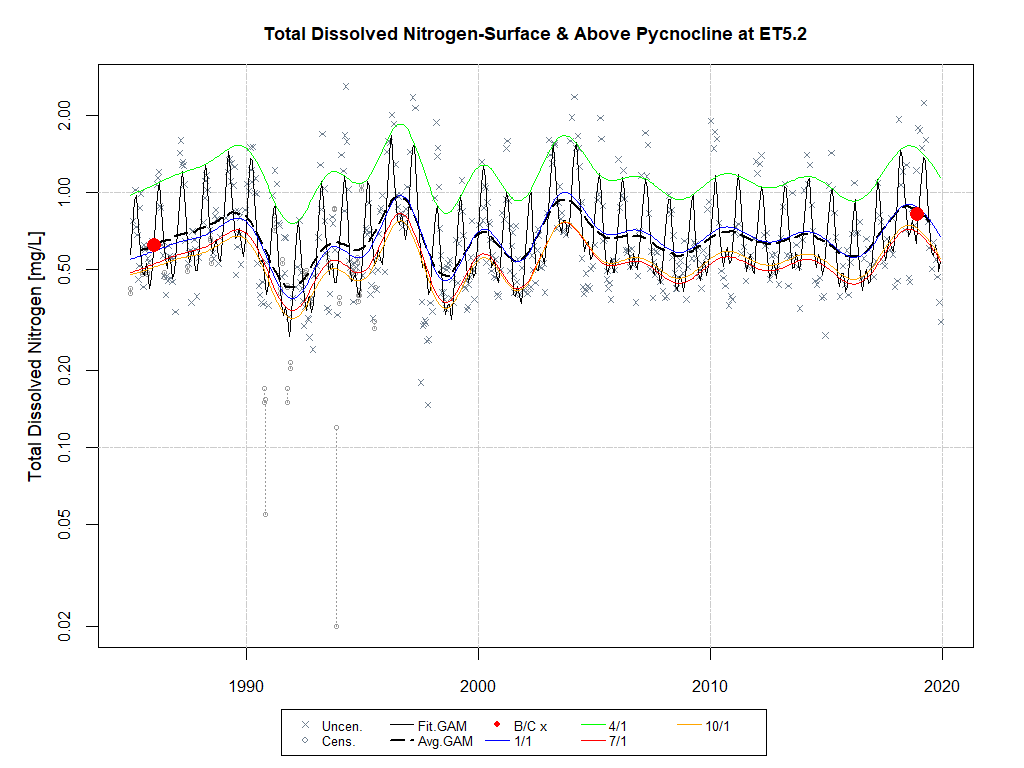 Total Dissolved Nitrogen-Surface & Above Pycnocline at ET5.2
Total Dissolved Nitrogen [mg/L]
2.00
1.00
0.50
0.20
0.10
0.05
0.02
1990 2000 2010 2020
Uncen. Fit.GAM B/C x 4/1 10/1
Cens. Avg.GAM 1/1 7/1